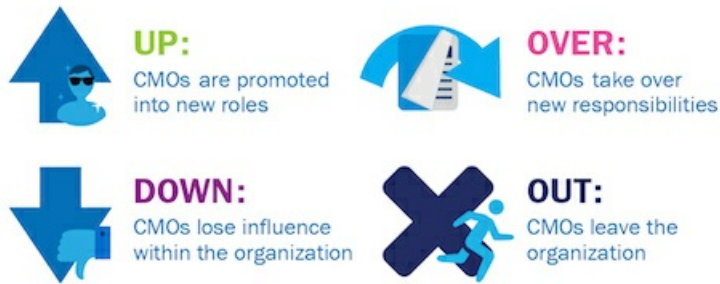 UP:
CMOs are promoted
into new roles
OVER:
CMOs take over
new responsibilities
DOWN:
CMOs lose influence
within the organization
OUT:
CMOs leave the
organization